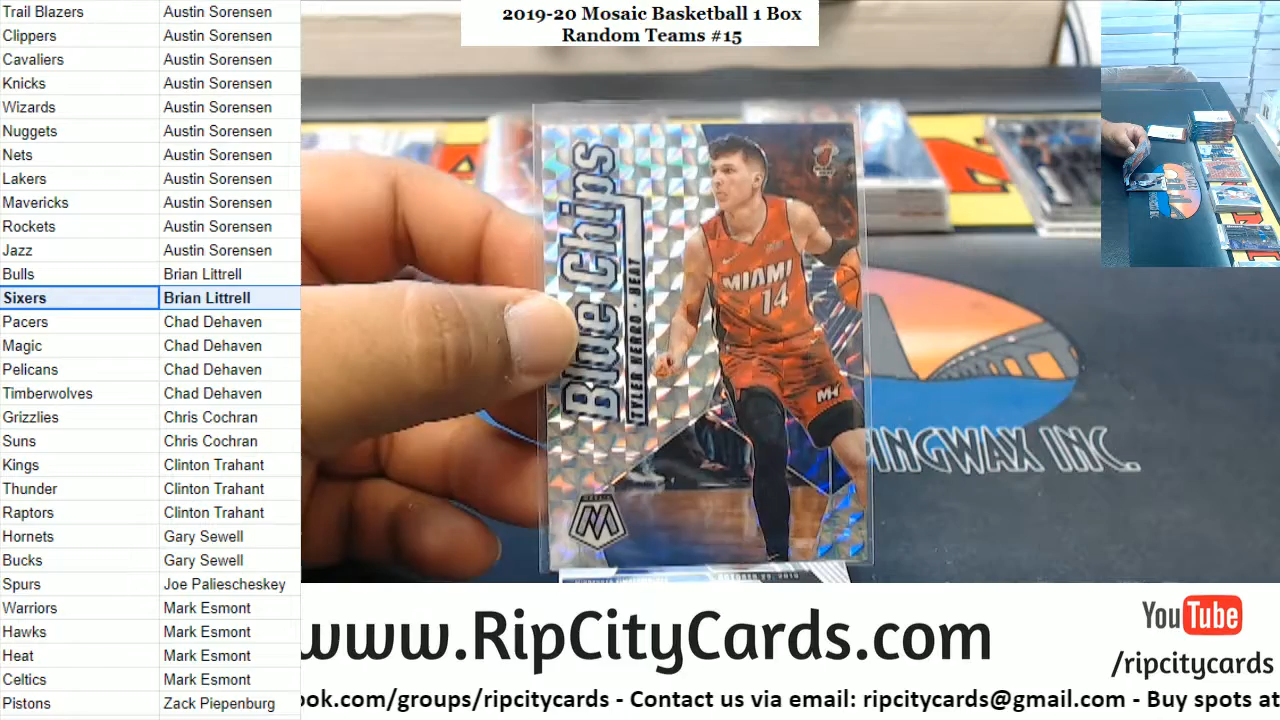 Trail Blazers Austin Sorensen
Clippers Austin Sorensen
Cavaliers Austin Sorensen
Knicks Austin Sorensen
Wizards Austin Sorensen
Nuggets Austin Sorensen
Nets Austin Sorensen
Lakers Austin Sorensen
Mavericks Austin Sorensen
Rockets Austin Sorensen
Jazz Austin Sorensen
Bulls Brian Littrell
Sixers Brian Littrell
Pacers Chad Dehaven
Magic Chad Dehaven
Pelicans Chad Dehaven
Timberwolves Chad Dehaven
Grizzlies Chris Cochran
Suns Chris Cochran
Kings Clinton Trahant
Thunder Clinton Trahant
Raptors Clinton Trahant
Hornets Gary Sewell
Bucks Gary Sewell
Spurs Joe Paliescheskey
Warriors Mark Esmont
Hawks Mark Esmont
Heat Mark Esmont
Celtics Mark Esmont
Pistons Zack Piepenburg
2019-20 Mosaic Basketball 1 Box
Random Teams #15
Blue Chips
TYLER HERRO · HEAT
MIAMI
14
PINGWAX INC.
www.RipCityCards.com
YouTube
/ripcitycards
ook.com/groups/ripcitycards - Contact us via email: ripcitycards@gmail.com - Buy spots at